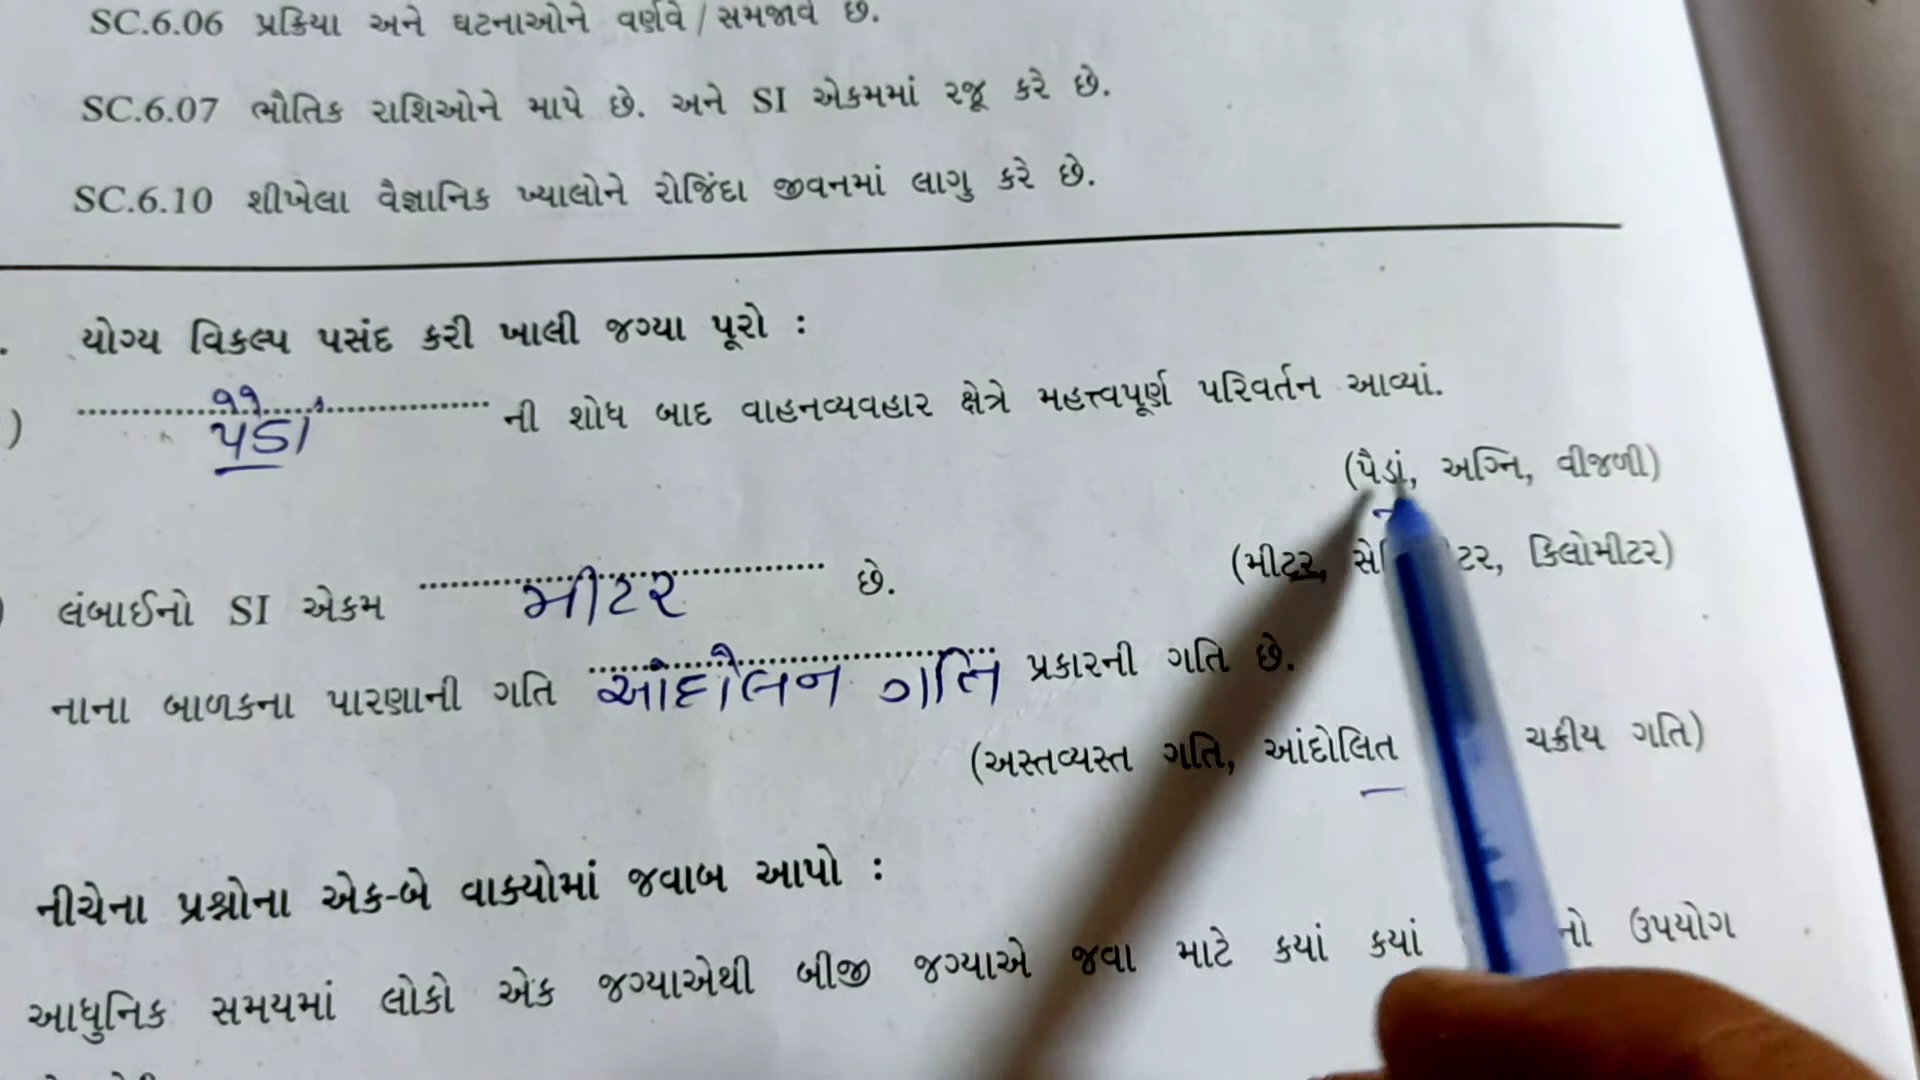 SC.6.06 પ્રક્રિયા અને ઘટનાઓને વર્ણવે / સમજાવે છે.
SC.6.07 ભૌતિક રાશિઓને માપે છે. અને SI એકમમાં રજૂ કરે છે.
SC.6.10 શીખેલા વૈજ્ઞાનિક ખ્યાલોને રોજિંદા જીવનમાં લાગુ કરે છે.
યોગ્ય વિકલ્પ પસંદ કરી ખાલી જગ્યા પૂરો :
) પૈડાં ની શોધ બાદ વાહનવ્યવહાર ક્ષેત્રે મહત્ત્વપૂર્ણ પરિવર્તન આવ્યાં.
(પૈડાં, અગ્નિ, વીજળી)
) લંબાઈનો SI એકમ મીટર છે. (મીટર, કિલોમીટર)
નાના બાળકના પારણાની ગતિ આંદોલન ગતિ પ્રકારની ગતિ છે.
(અસ્તવ્યસ્ત ગતિ, આંદોલિત ચક્રીય ગતિ)
નીચેના પ્રશ્નોના એક-બે વાક્યોમાં જવાબ આપો :
આધુનિક સમયમાં લોકો એક જગ્યાએથી બીજી જગ્યાએ જવા માટે કયાં કયાં ઉપયોગ